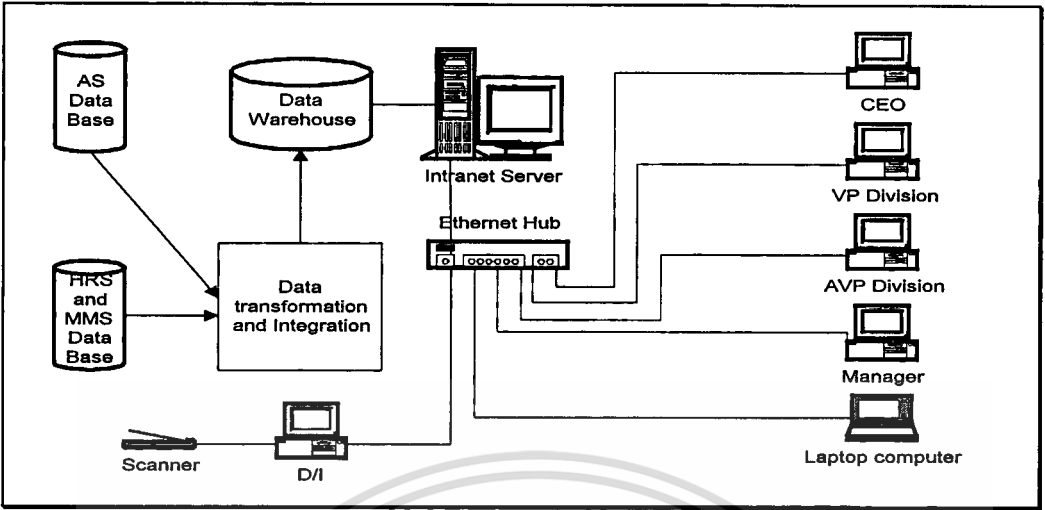 AS
Data
Base
Data
Warehouse
Intranet Server
Ethernet Hub
HRS
and
MMS
Data
Base
Data
transformation
and Integration
Scanner
D/I
CEO
VP Division
AVP Division
Manager
Laptop computer